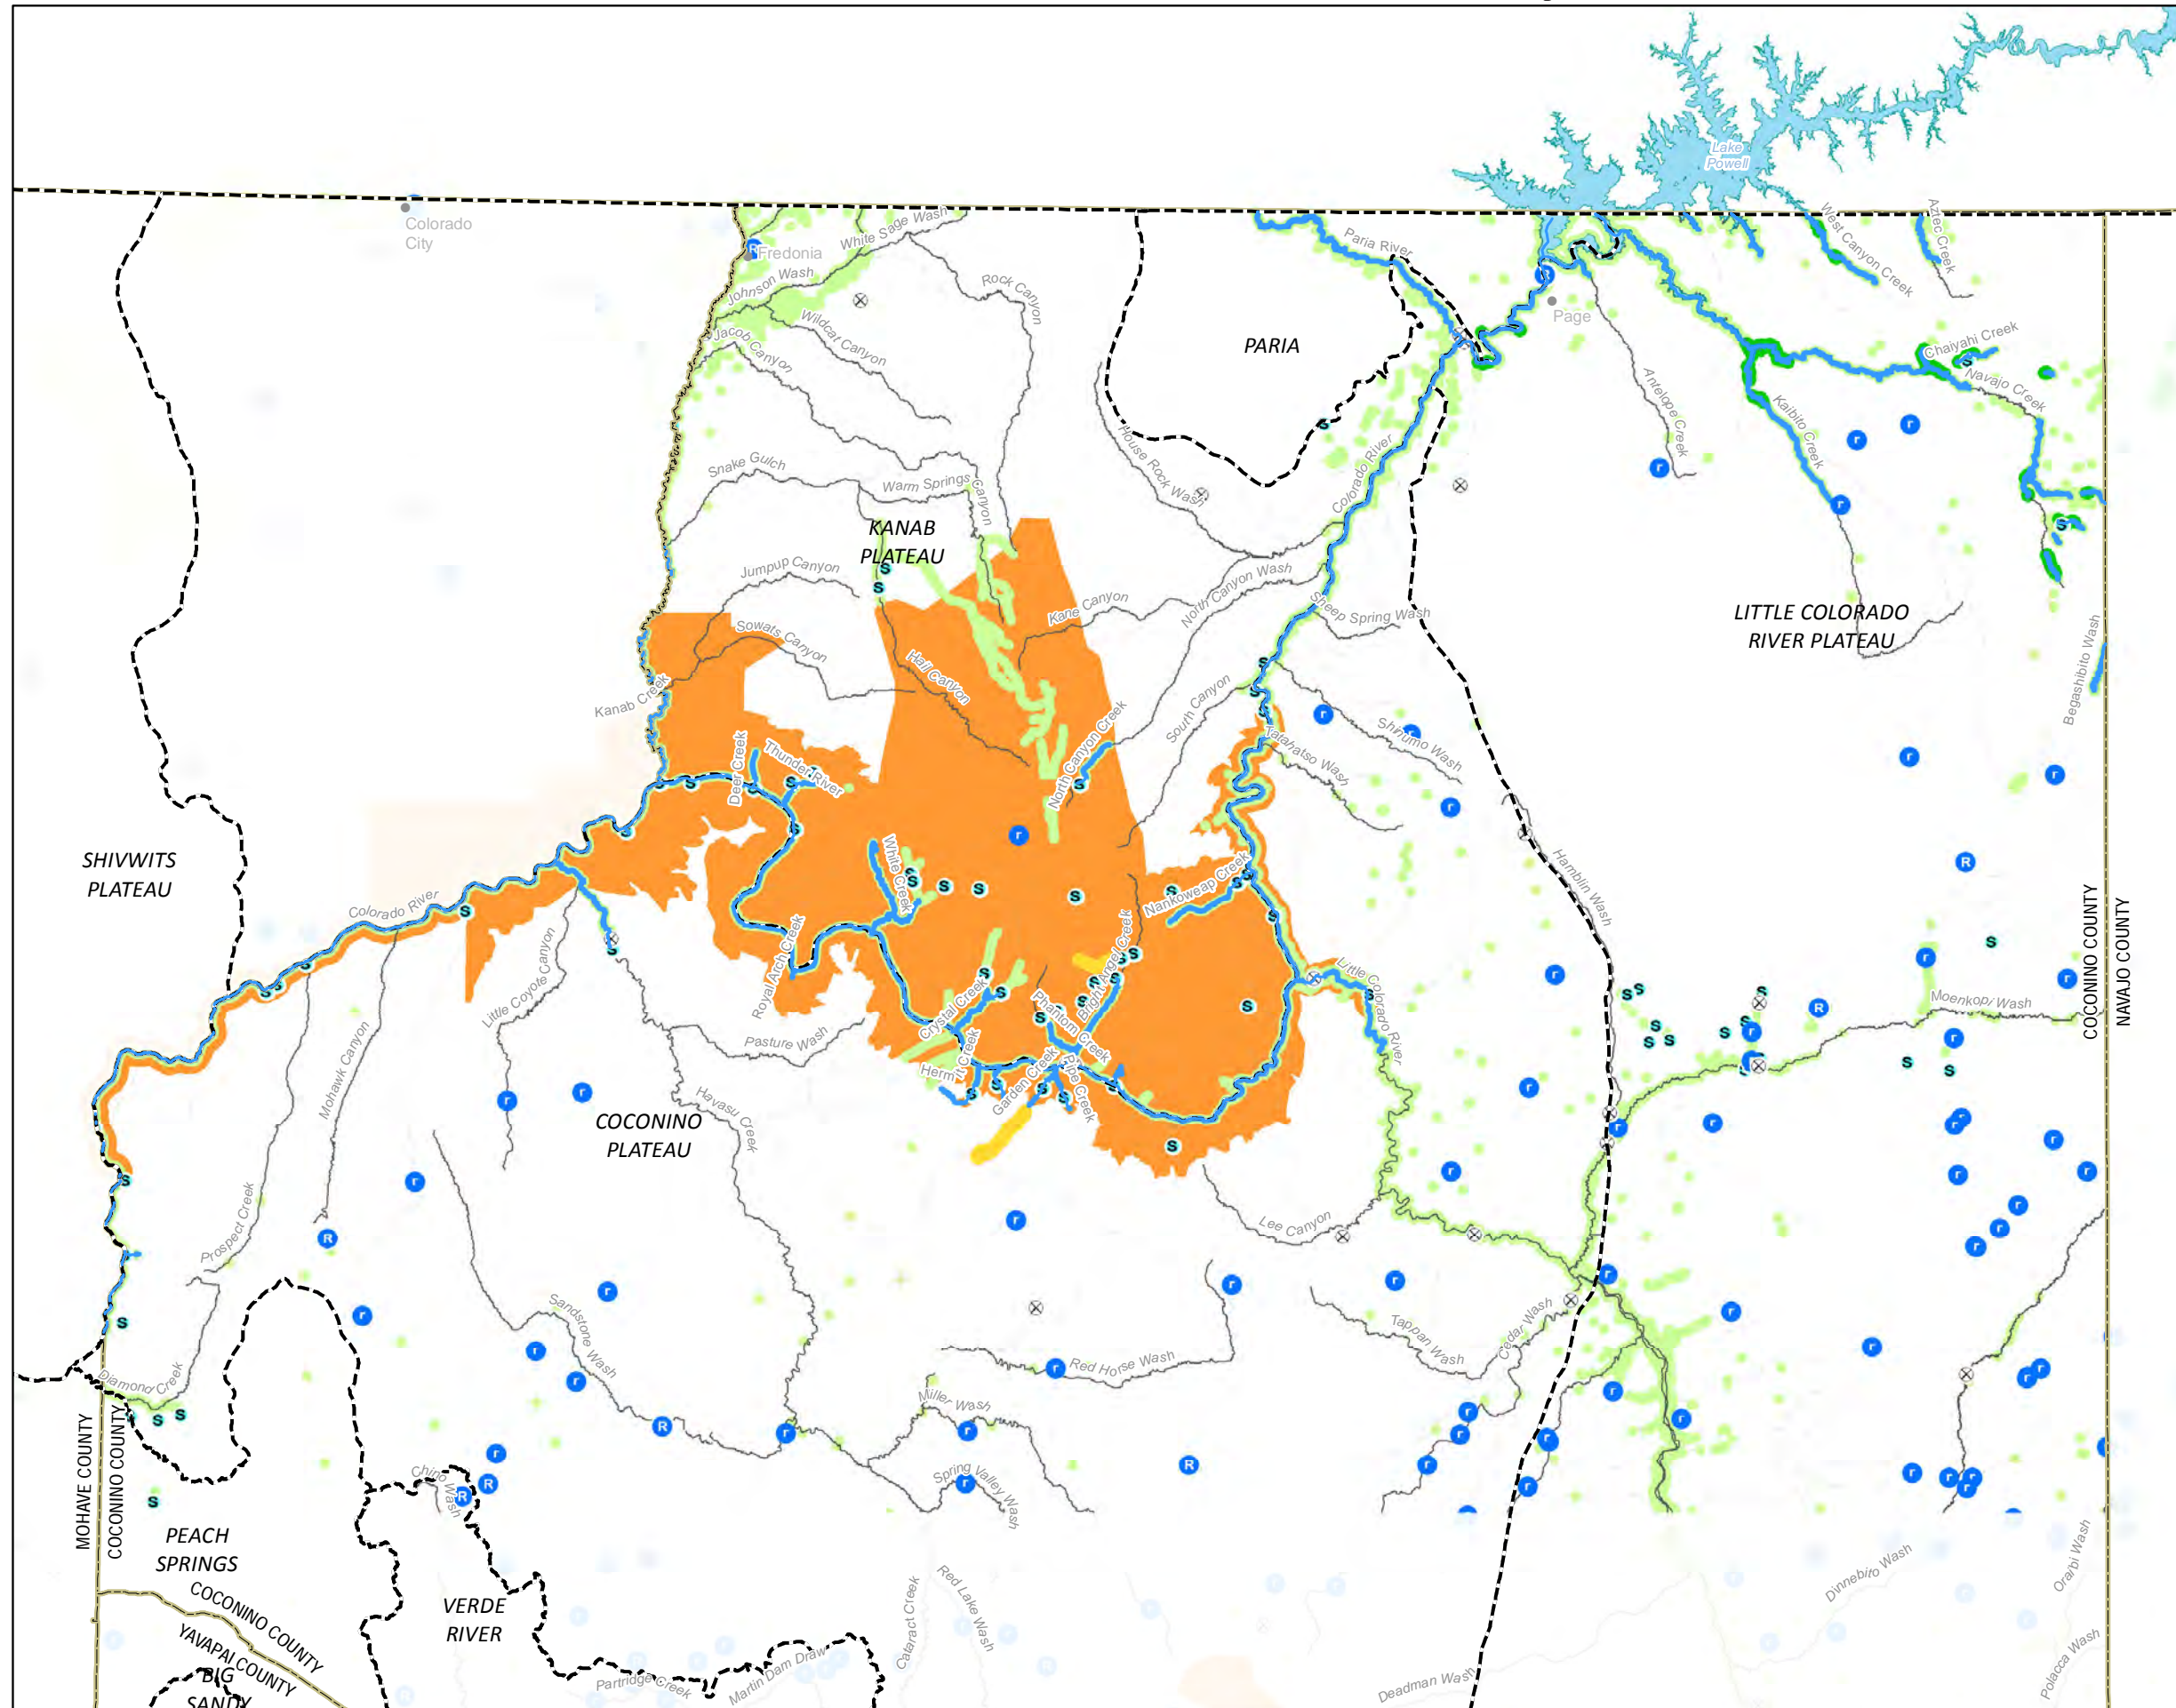 Lake
Powell
Colorado
City
Fredonia
White Sage Wash
Johnson Wash
Rock Canyon
Wildcat Canyon
Jacob Canyon
Paria River
West Canyon Creek
Aztec Creek
Page
PARIA
Chaiyahi Creek
Navajo Creek
Kaibito Creek
Antelope Creek
House Rock Wash
Colorado River
Snake Gulch
Warm Springs Canyon
KANAB
PLATEAU
Jumpup Canyon
Kane Canyon
North Canyon Wash
Sheep Spring Wash
LITTLE COLORADO
RIVER PLATEAU
Begashibito Wash
Sowats Canyon
Hail Canyon
Kanab Creek
South Canyon
Shinumo Wash
Tatahatso Wash
North Canyon Creek
Deer Creek
Thunder River
SHIVWITS
PLATEAU
White Creek
Nankoweap Creek
Hamblin Wash
Colorado River
Royal Arch Creek
Bright Angel Creek
Little Colorado River
Little Coyote Canyon
Mohawk Canyon
Crystal Creek
Phantom Creek
Pasture Wash
Hermit Creek
Garden Creek
Pipe Creek
Moenkopi Wash
COCONINO COUNTY
NAVAJO COUNTY
COCONINO
PLATEAU
Havasu Creek
Prospect Creek
Lee Canyon
Sandstone Wash
Tappan Wash
Cedar Wash
Red Horse Wash
Diamond Creek
Miller Wash
Spring Valley Wash
Chino Wash
MOHAVE COUNTY
COCONINO COUNTY
PEACH
SPRINGS
COCONINO COUNTY
YAVAPAI COUNTY
BIG
SANDY
VERDE
RIVER
Partridge Creek
Martin Dam Draw
Cataract Creek
Red Lake Wash
Deadman Wash
Dinnebito Wash
Oraibi Wash
Polacca Wash